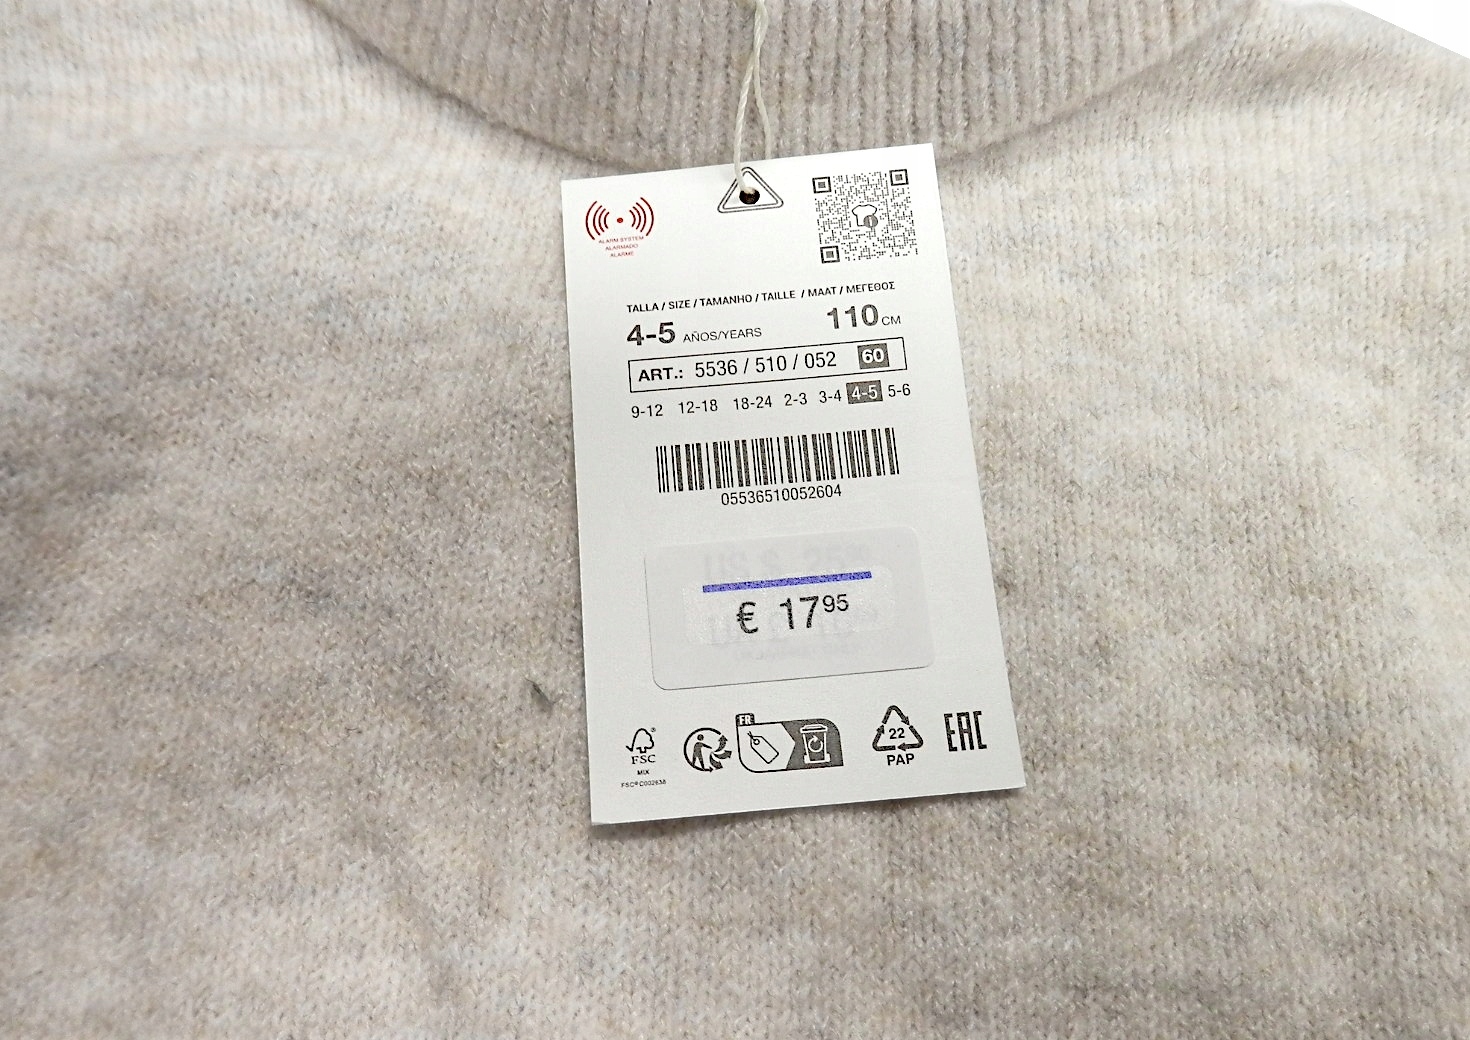 ALARM SYSTEM
ALARMADO
ALARME
TALLA / SIZE / TAMANHO / TAILLE / MAAT / ΜΕΓΕΘΟΣ
4-5 AÑOS/YEARS 110 CM
ART.: 5536 / 510 / 052 60
9-12 12-18 18-24 2-3 3-4 4-5 5-6
05536510052604
€ 17⁹⁵
FR
22
PAP
EAC
FSC®
MIX
FSC® C002638